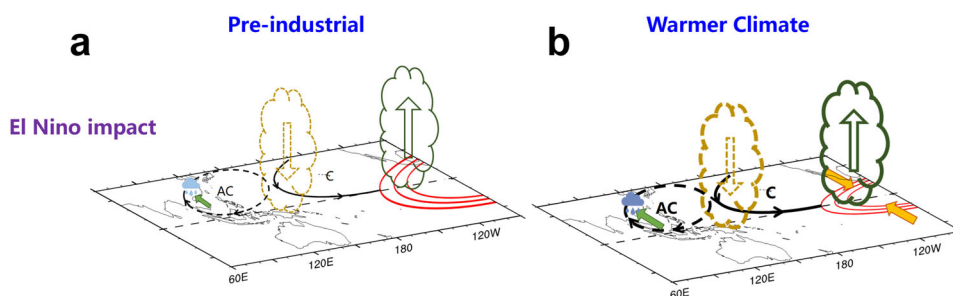 Pre-industrial
Warmer Climate
a
b
El Nino impact
AC
C
AC
C
60E
120E
180
120W
60E
120E
180
120W